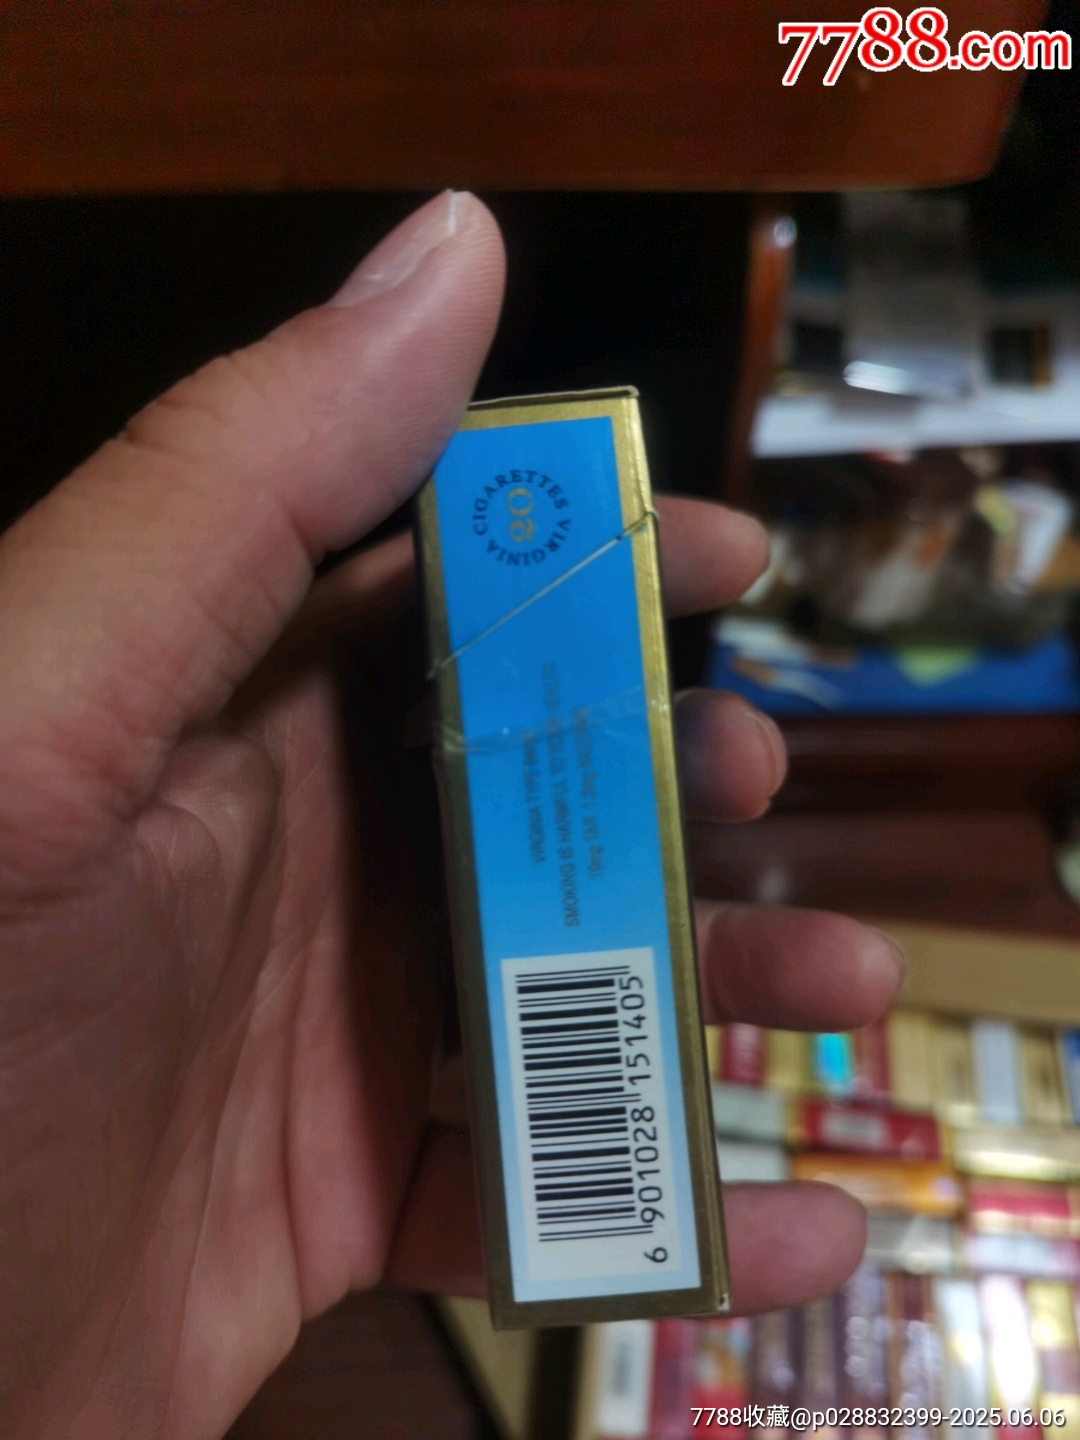 7788.com
CIGARETTES VIRGINIA
20
VIRGINIA TYPE
SMOKING IS HARMFUL TO YOUR HEALTH
TAR
6 901028 151405
7788收藏@p028832399-2025.06.06